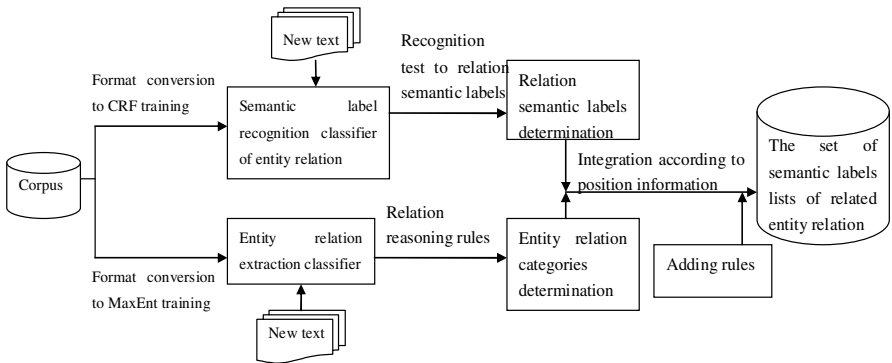 New text
Recognition
test to relation
semantic labels
Format conversion
to CRF training
Semantic label
recognition classifier
of entity relation
Relation
semantic labels
determination
The set of
semantic labels
lists of related
entity relation
Integration according to
position information
Corpus
Relation
reasoning rules
Entity relation
extraction classifier
Entity relation
categories
determination
Adding rules
Format conversion
to MaxEnt training
New text